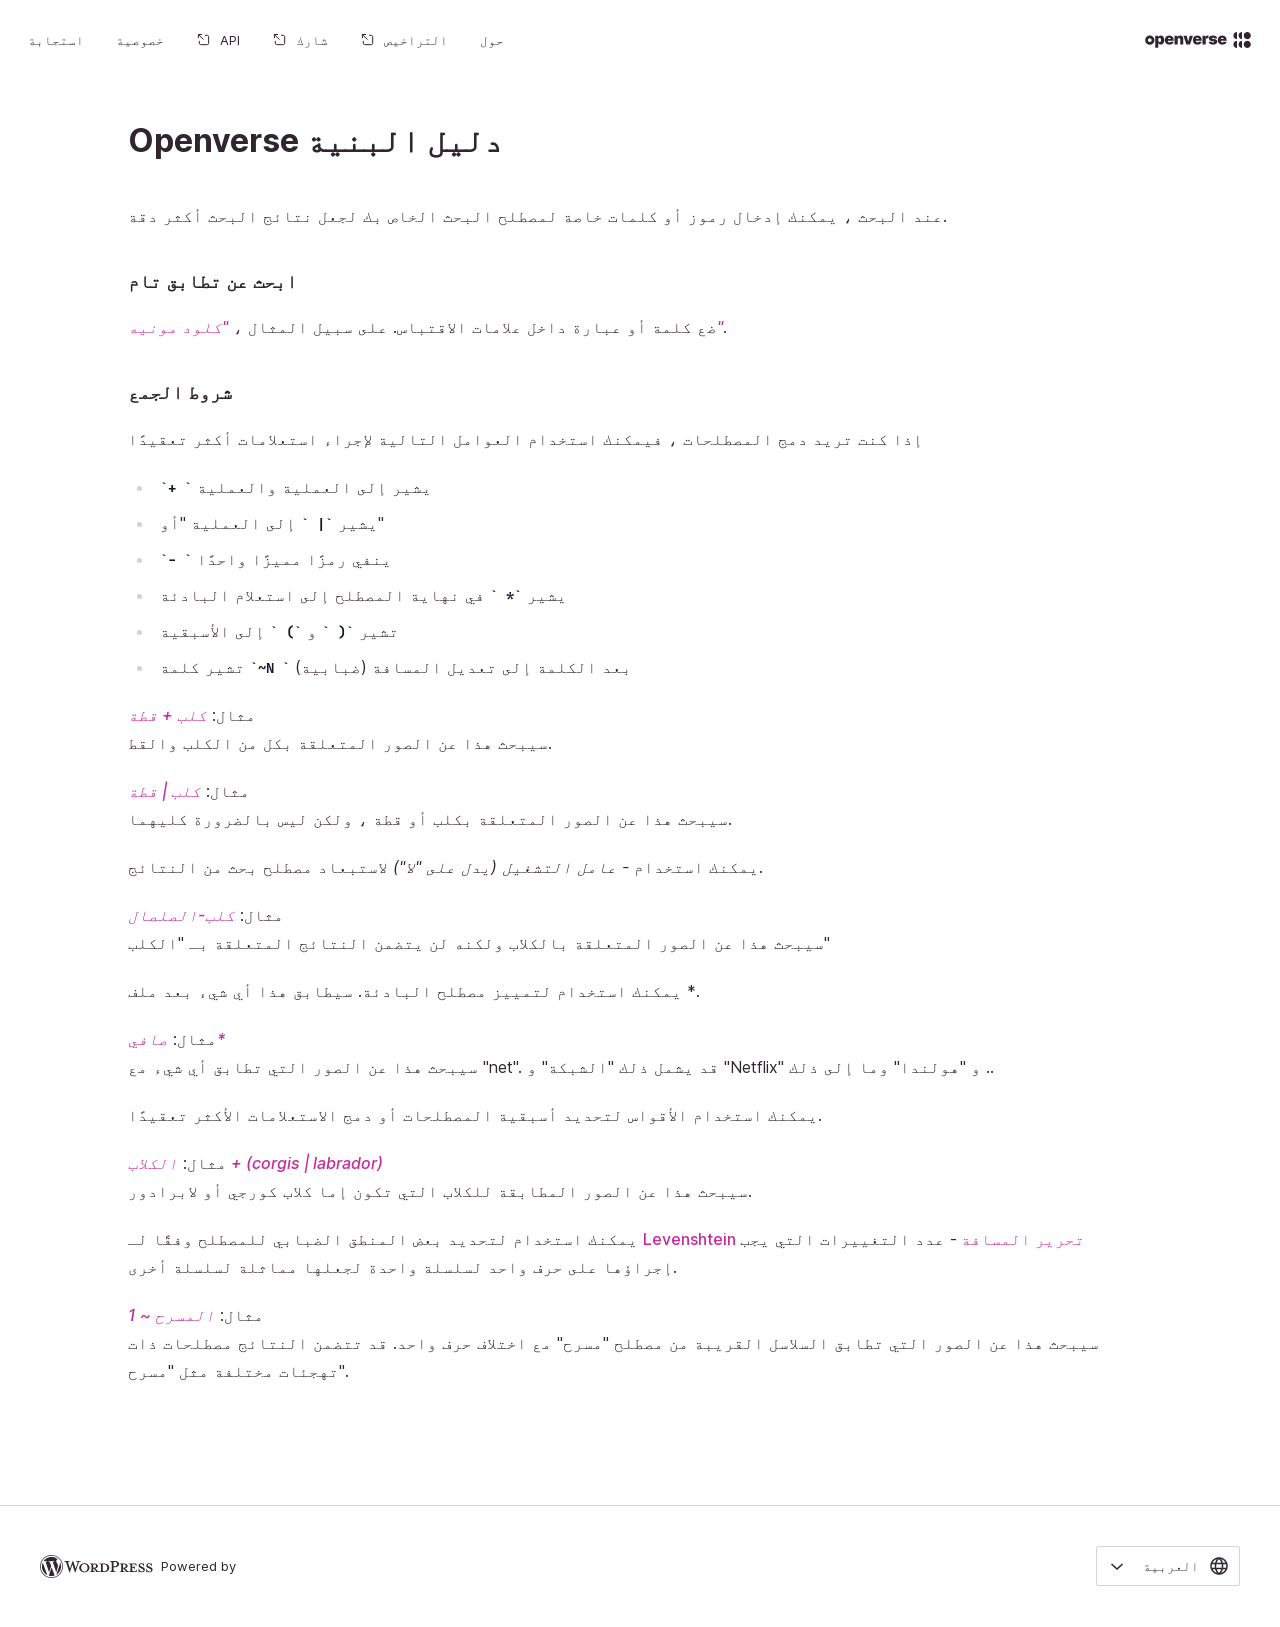 openverse
حول
التراخيص
شارك
API
خصوصية
استجابة
دليل البنية Openverse
عند البحث ، يمكنك إدخال رموز أو كلمات خاصة لمصطلح البحث الخاص بك لجعل نتائج البحث أكثر دقة.
ابحث عن تطابق تام
ضع كلمة أو عبارة داخل علامات الاقتباس. على سبيل المثال ، "كلود مونيه".
شروط الجمع
إذا كنت تريد دمج المصطلحات ، فيمكنك استخدام العوامل التالية لإجراء استعلامات أكثر تعقيدًا
`+ ` يشير إلى العملية والعملية
يشير `| ` إلى العملية "أو"
`- ` ينفي رمزًا مميزًا واحدًا
يشير `* ` في نهاية المصطلح إلى استعلام البادئة
تشير `( ` و `) ` إلى الأسبقية
تشير كلمة `~N ` بعد الكلمة إلى تعديل المسافة (ضبابية)
مثال: كلب + قطة
سيبحث هذا عن الصور المتعلقة بكل من الكلب والقط.
مثال: كلب | قطة
سيبحث هذا عن الصور المتعلقة بكلب أو قطة ، ولكن ليس بالضرورة كليهما.
يمكنك استخدام - عامل التشغيل (يدل على "لا") لاستبعاد مصطلح بحث من النتائج.
مثال: كلب-الصلصال
سيبحث هذا عن الصور المتعلقة بالكلاب ولكنه لن يتضمن النتائج المتعلقة بـ "الكلب"
يمكنك استخدام لتمييز مصطلح البادئة. سيطابق هذا أي شيء بعد ملف *.
مثال: صافي*
سيبحث هذا عن الصور التي تطابق أي شيء مع "net". قد يشمل ذلك "الشبكة" و "Netflix" و "هولندا" وما إلى ذلك ..
يمكنك استخدام الأقواس لتحديد أسبقية المصطلحات أو دمج الاستعلامات الأكثر تعقيدًا.
مثال: الكلاب + (corgis | labrador)
سيبحث هذا عن الصور المطابقة للكلاب التي تكون إما كلاب كورجي أو لابرادور.
يمكنك استخدام لتحديد بعض المنطق الضبابي للمصطلح وفقًا لـ Levenshtein تحرير المسافة - عدد التغييرات التي يجب
إجراؤها على حرف واحد لسلسلة واحدة لجعلها مماثلة لسلسلة أخرى.
مثال: المسرح ~ 1
سيبحث هذا عن الصور التي تطابق السلاسل القريبة من مصطلح "مسرح" مع اختلاف حرف واحد. قد تتضمن النتائج مصطلحات ذات
تهجئات مختلفة مثل "مسرح".
العربية
Powered by WORDPRESS